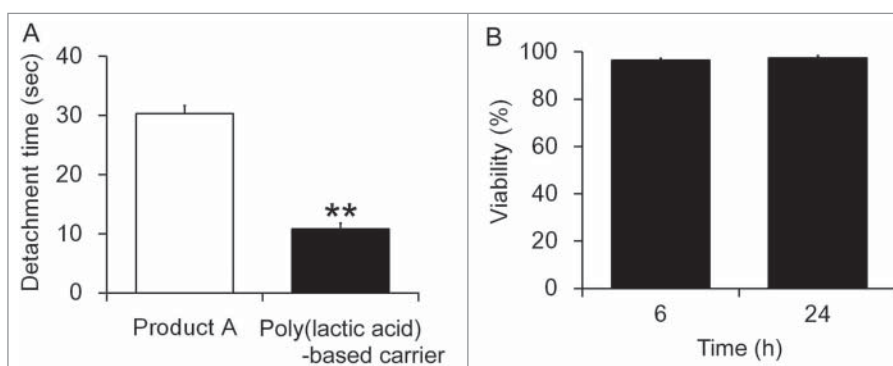 A
Detachment time (sec)
40
30
20
10
0
**
Product A
Poly(lactic acid)
-based carrier
B
Viability (%)
100
80
60
40
20
0
6
24
Time (h)